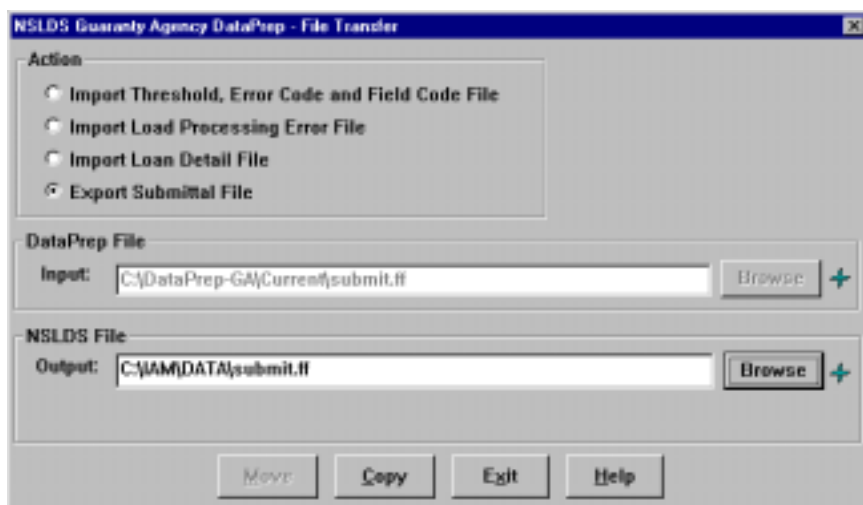 NSLDS Guaranty Agency DataPrep - File Transfer
Action
Import Threshold, Error Code and Field Code File
Import Load Processing Error File
Import Loan Detail File
Export Submittal File
DataPrep File
Input: C:\DataPrep-GA\Current\submit.ff Browse
NSLDS File
Output: C:\IAM\DATA\submit.ff Browse
Move Copy Exit Help